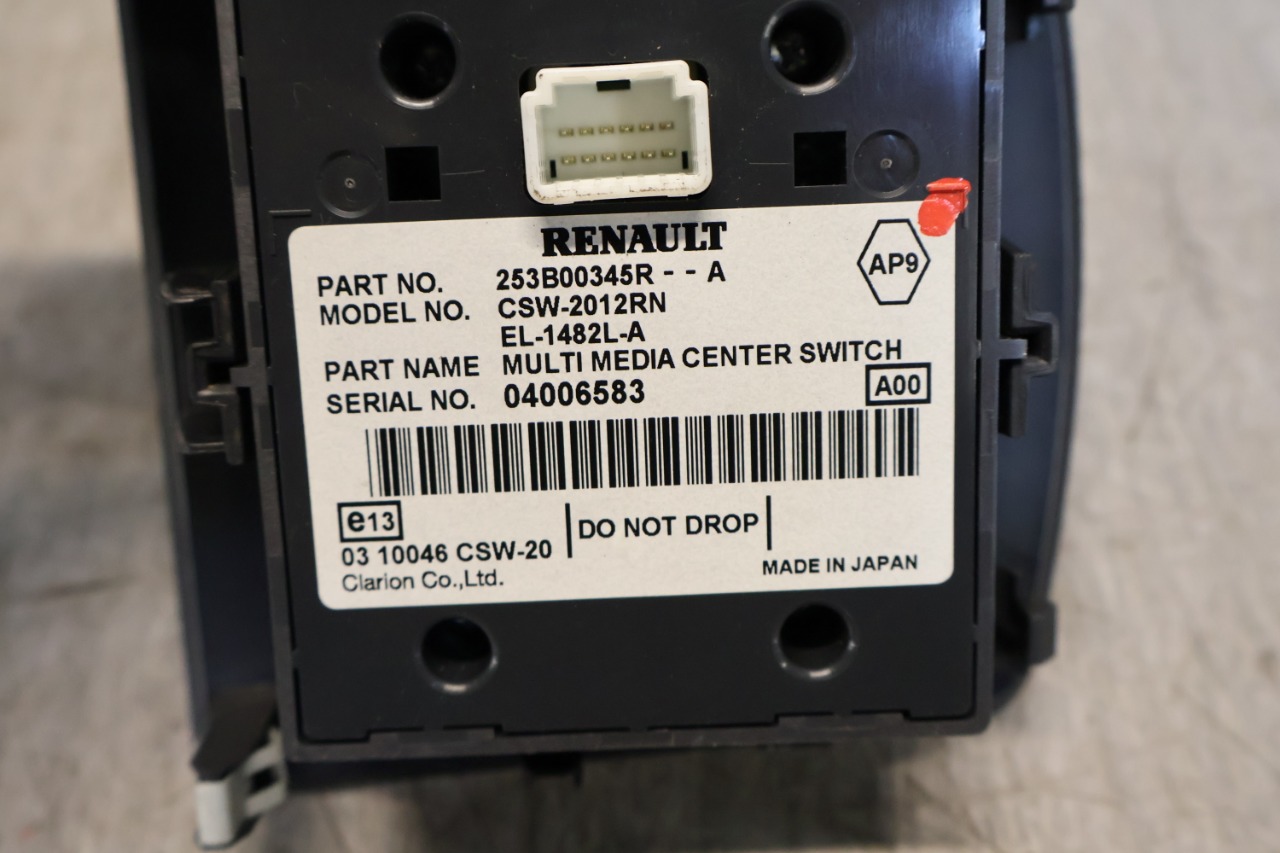 RENAULT
PART NO. 253B00345R - - A
AP9
MODEL NO. CSW-2012RN
EL-1482L-A
PART NAME MULTI MEDIA CENTER SWITCH
SERIAL NO. 04006583
A00
e13
03 10046 CSW-20
DO NOT DROP
Clarion Co.,Ltd.
MADE IN JAPAN